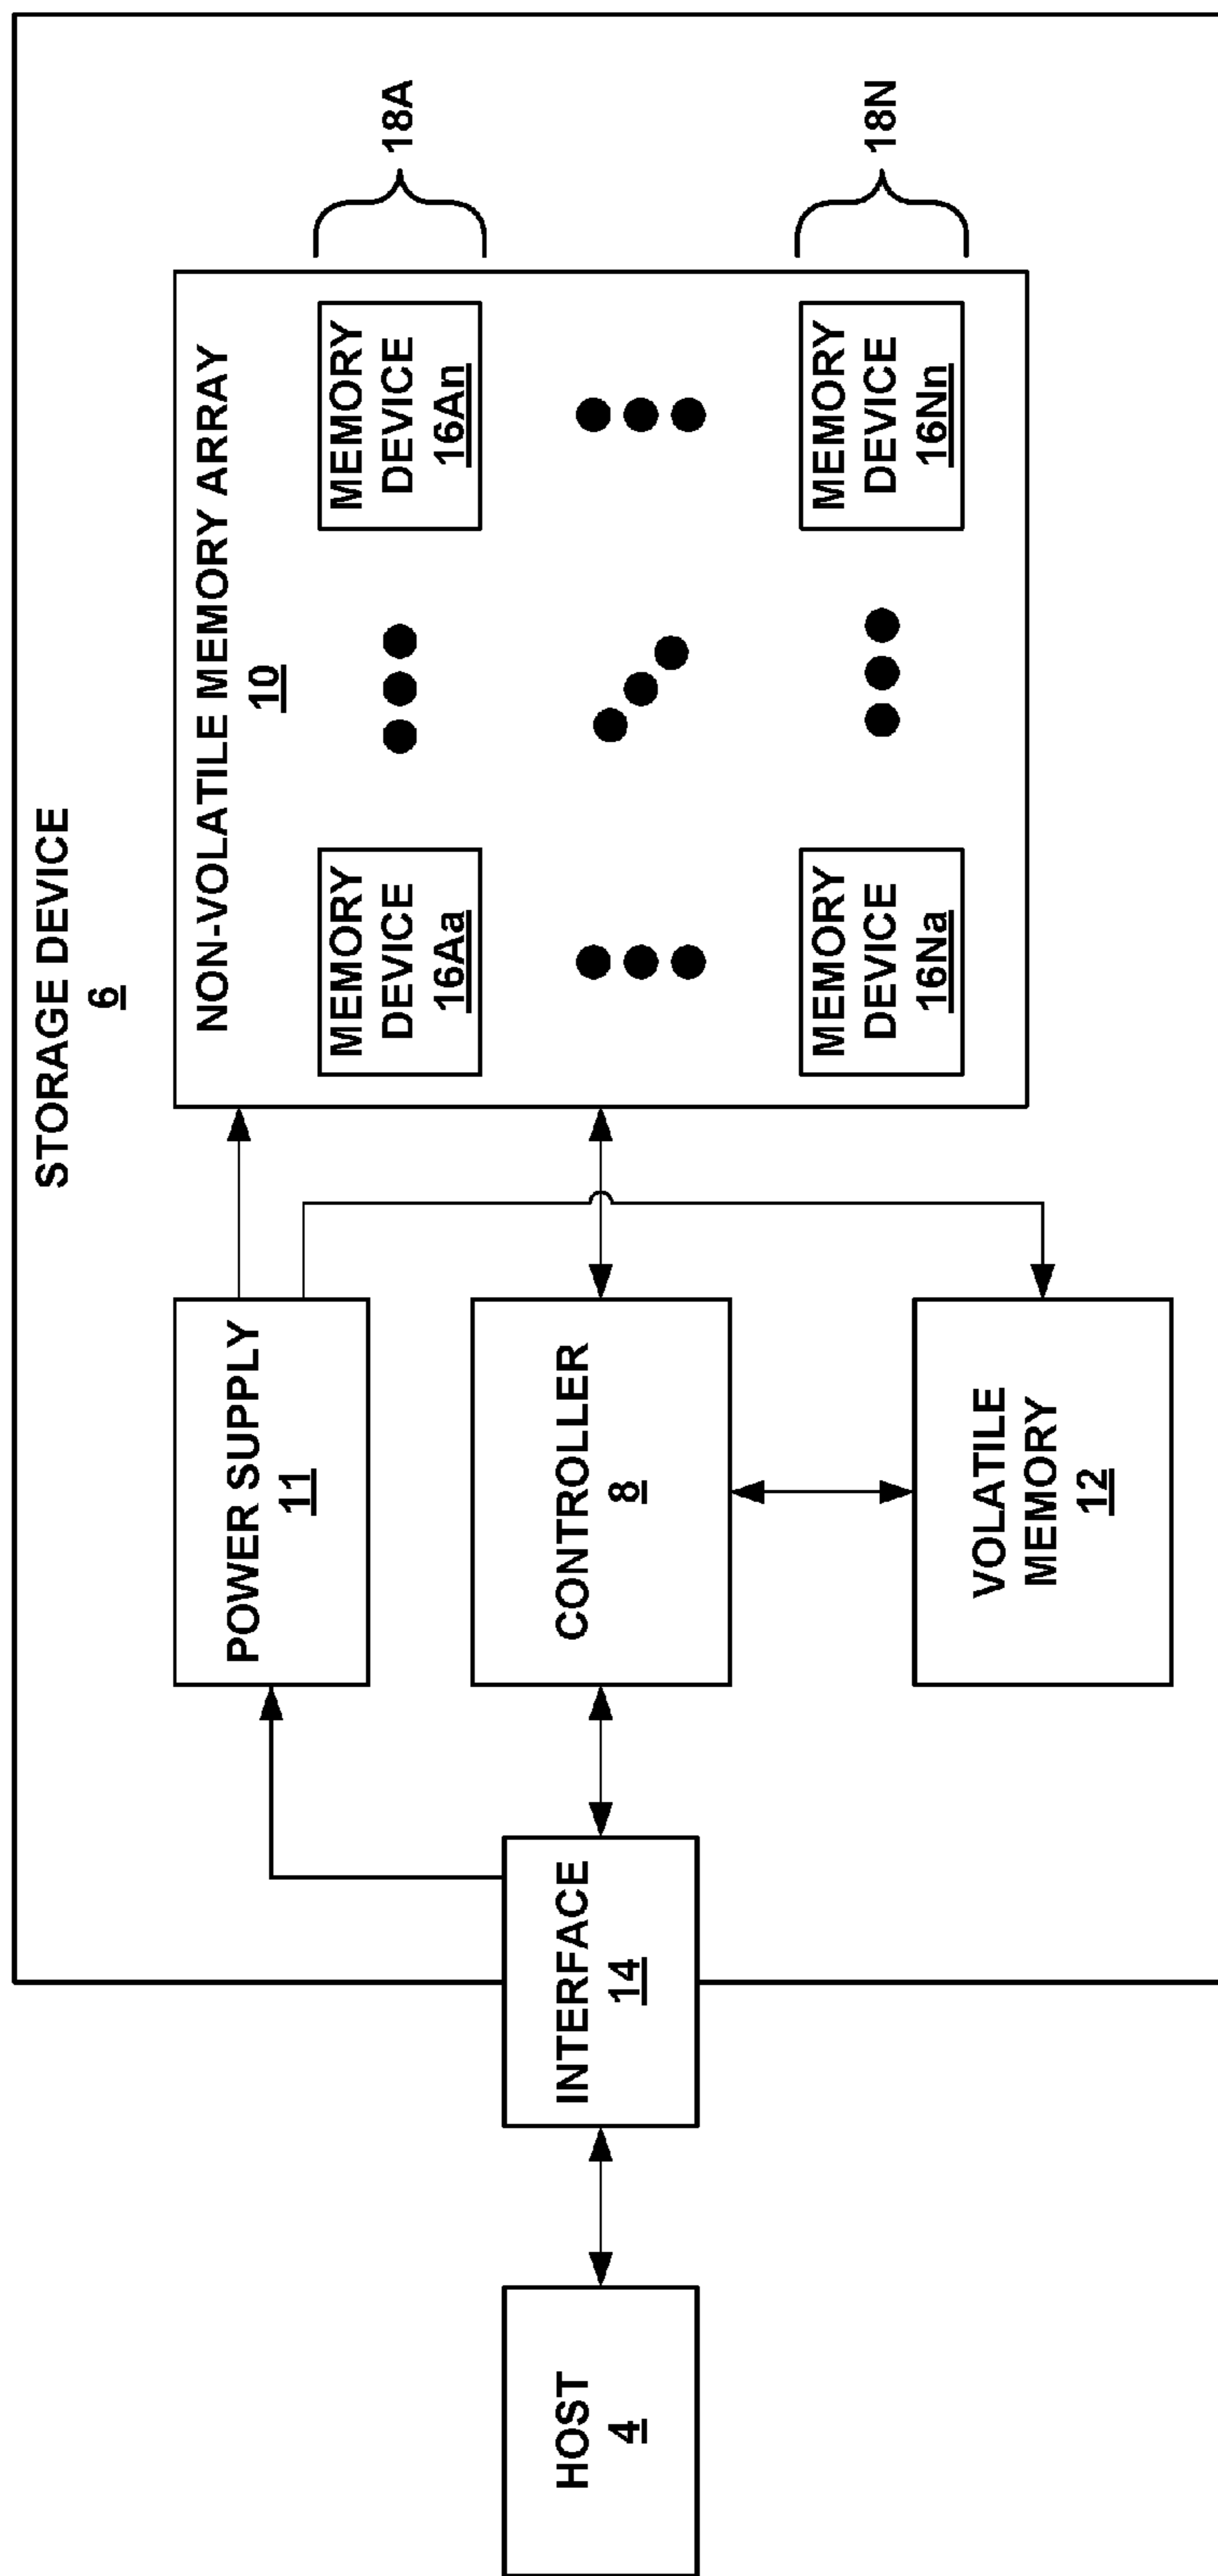 STORAGE DEVICE
6
NON-VOLATILE MEMORY ARRAY
10
MEMORY
DEVICE
16Aa
MEMORY
DEVICE
16An
18A
MEMORY
DEVICE
16Na
MEMORY
DEVICE
16Nn
18N
POWER SUPPLY
11
CONTROLLER
8
VOLATILE
MEMORY
12
INTERFACE
14
HOST
4